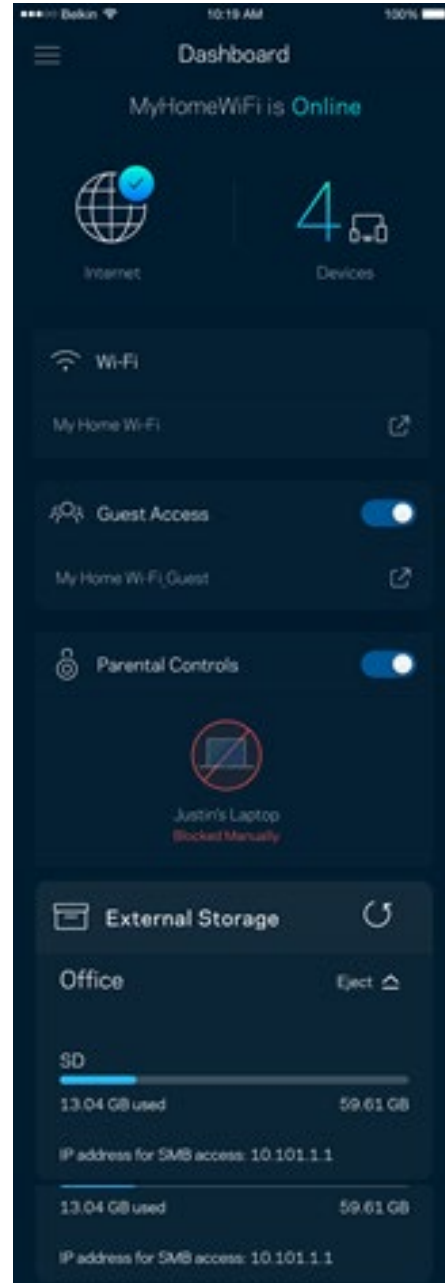 Belkin 10:19 AM 100%
Dashboard
MyHomeWiFi is Online
4
Internet Devices
Wi-Fi
My Home Wi-Fi
Guest Access
My Home Wi-Fi_Guest
Parental Controls
Justin's Laptop
Blocked Manually
External Storage
Office Eject
SD
13.04 GB used 59.61 GB
IP address for SMB access: 10.101.1.1
13.04 GB used 59.61 GB
IP address for SMB access: 10.101.1.1